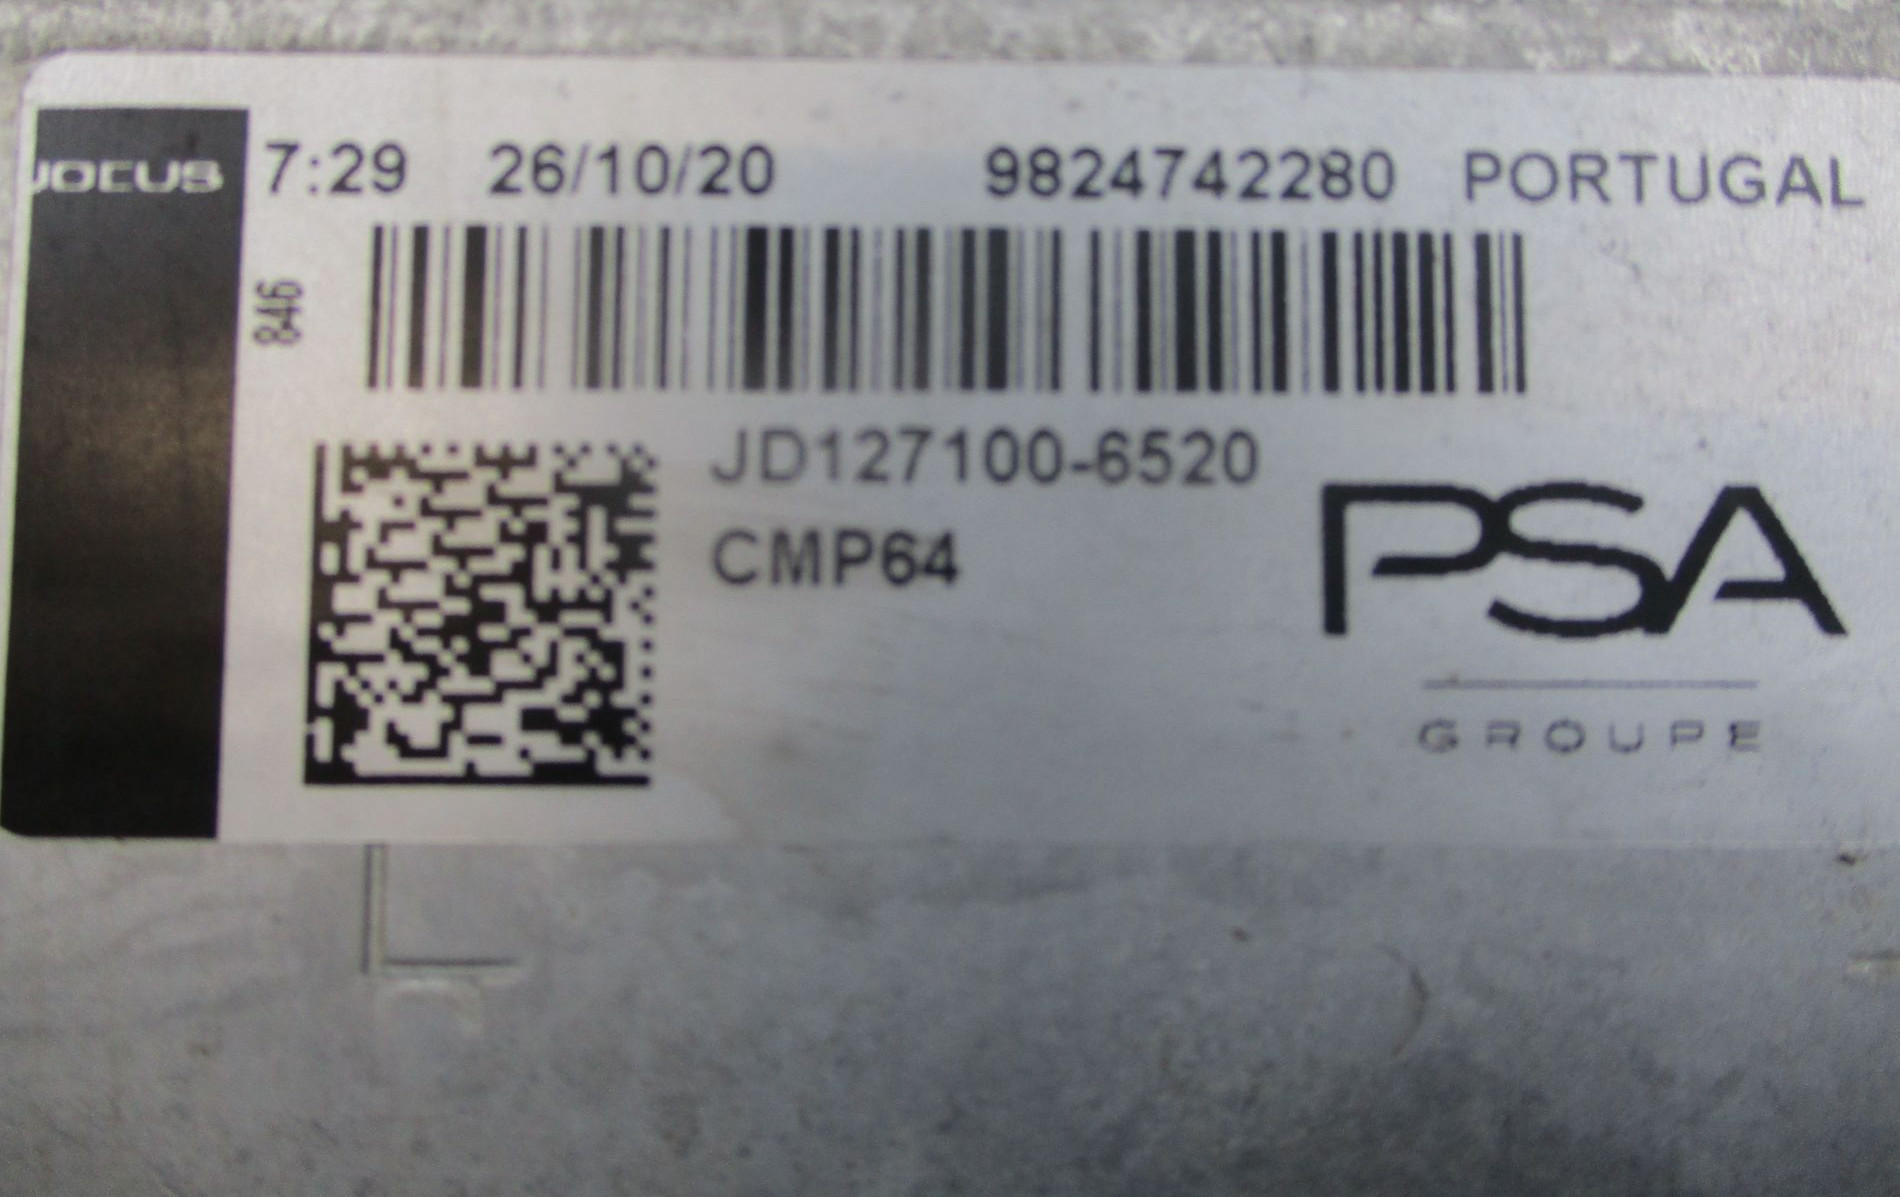 JOCUS 7:29 26/10/20 9824742280 PORTUGAL
846
JD127100-6520
CMP64
PSA
GROUPE